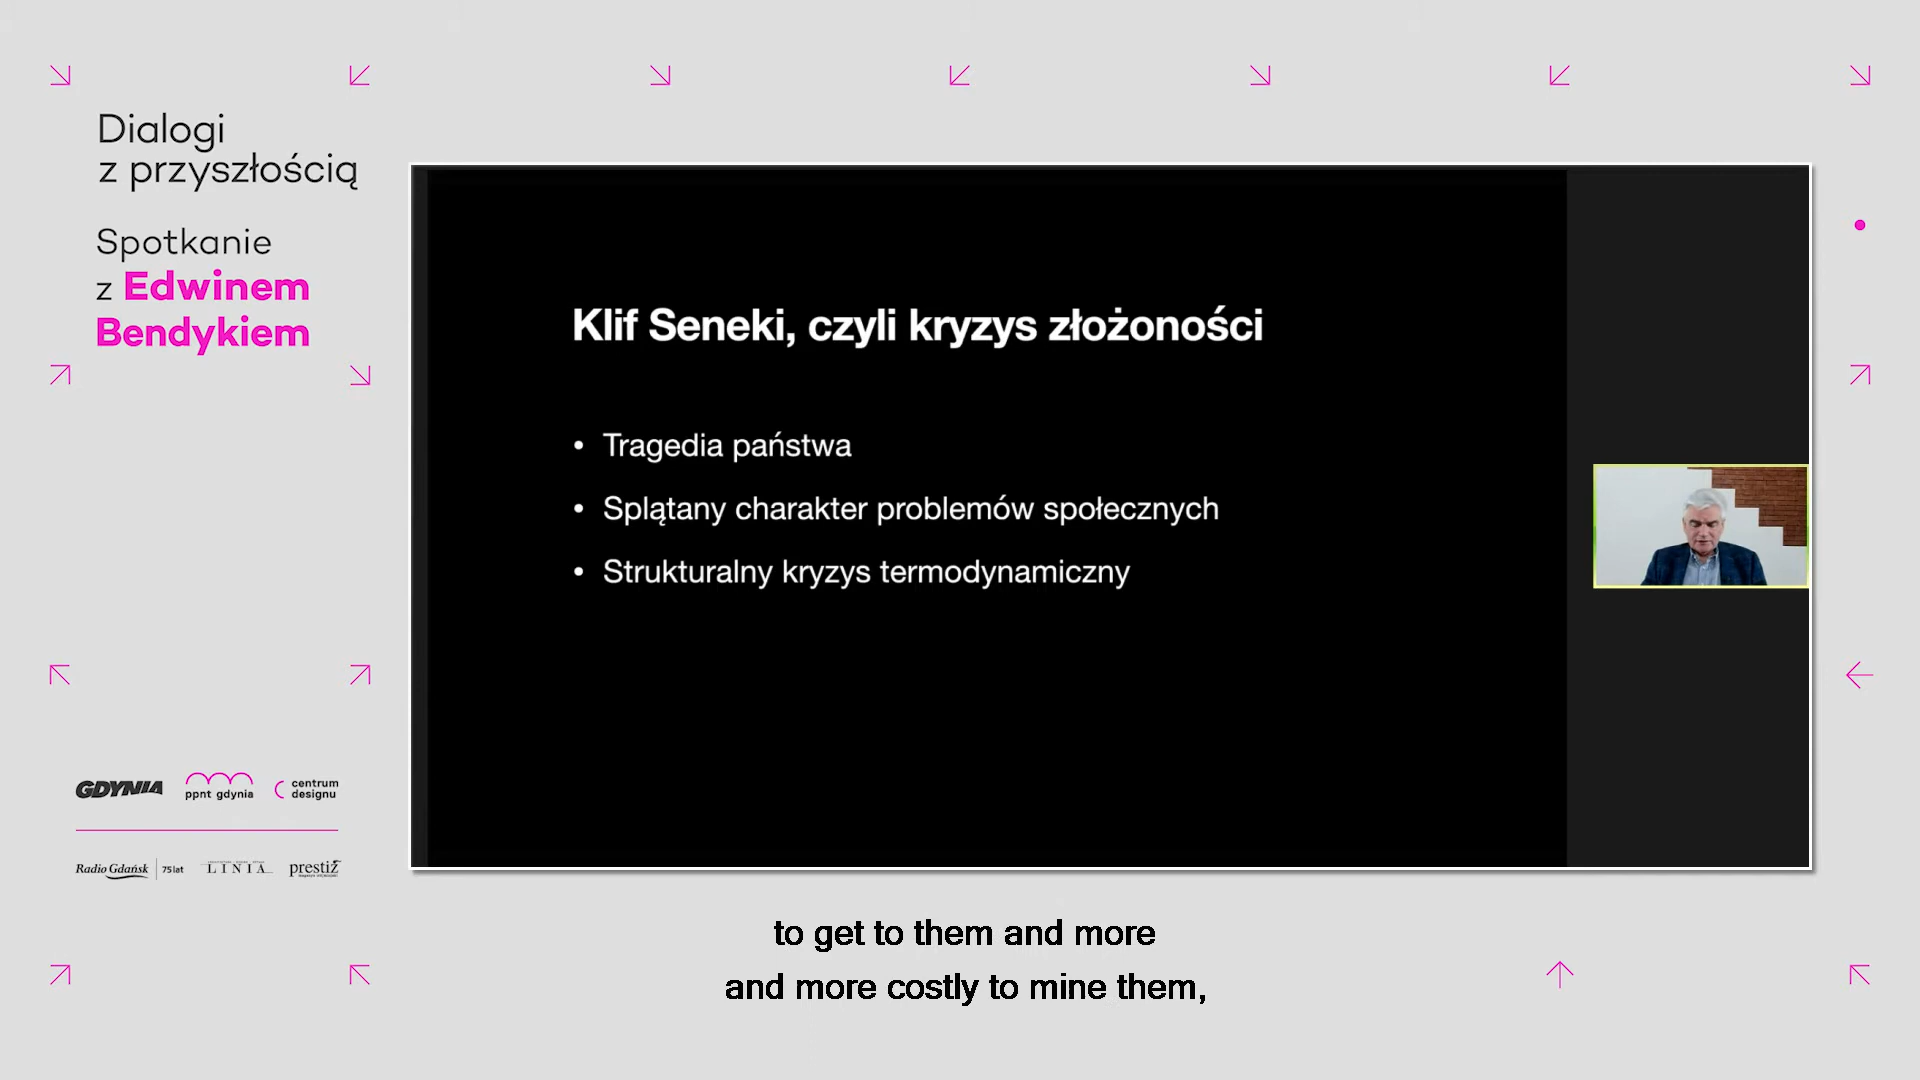 Dialogi
z przyszłością
Spotkanie
z Edwinem
Bendykiem
Klif Seneki, czyli kryzys złożoności
• Tragedia państwa
• Splątany charakter problemów społecznych
• Strukturalny kryzys termodynamiczny
GDYNIA
ppnt gdynia
centrum
designu
Radio Gdańsk 75 lat
LINIA
prestiż
to get to them and more
and more costly to mine them,